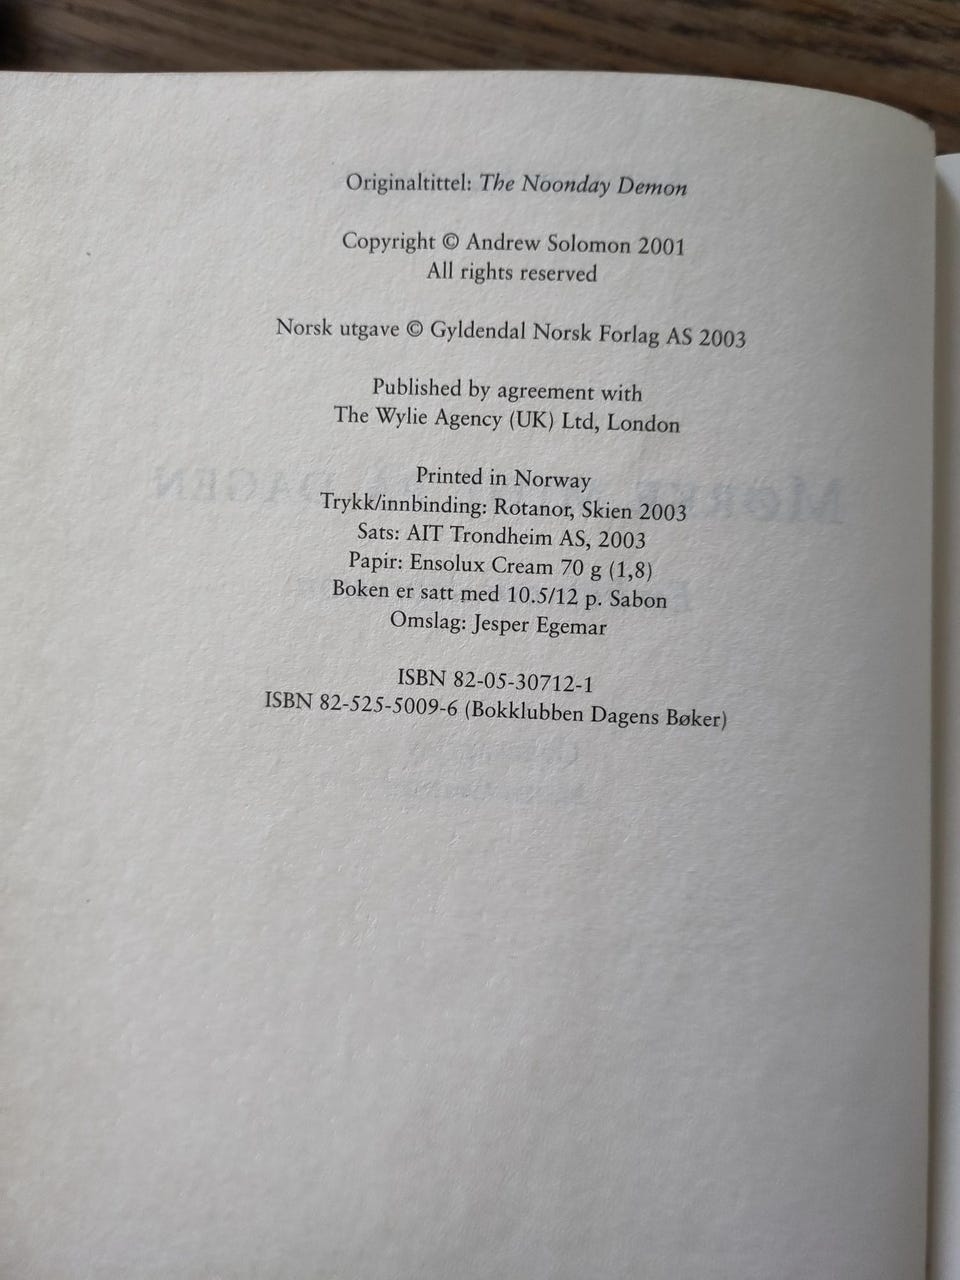 Originaltittel: The Noonday Demon
Copyright © Andrew Solomon 2001
All rights reserved
Norsk utgave © Gyldendal Norsk Forlag AS 2003
Published by agreement with
The Wylie Agency (UK) Ltd, London
Printed in Norway
Trykk/innbinding: Rotanor, Skien 2003
Sats: AIT Trondheim AS, 2003
Papir: Ensolux Cream 70 g (1,8)
Boken er satt med 10.5/12 p. Sabon
Omslag: Jesper Egemar
ISBN 82-05-30712-1
ISBN 82-525-5009-6 (Bokklubben Dagens Bøker)